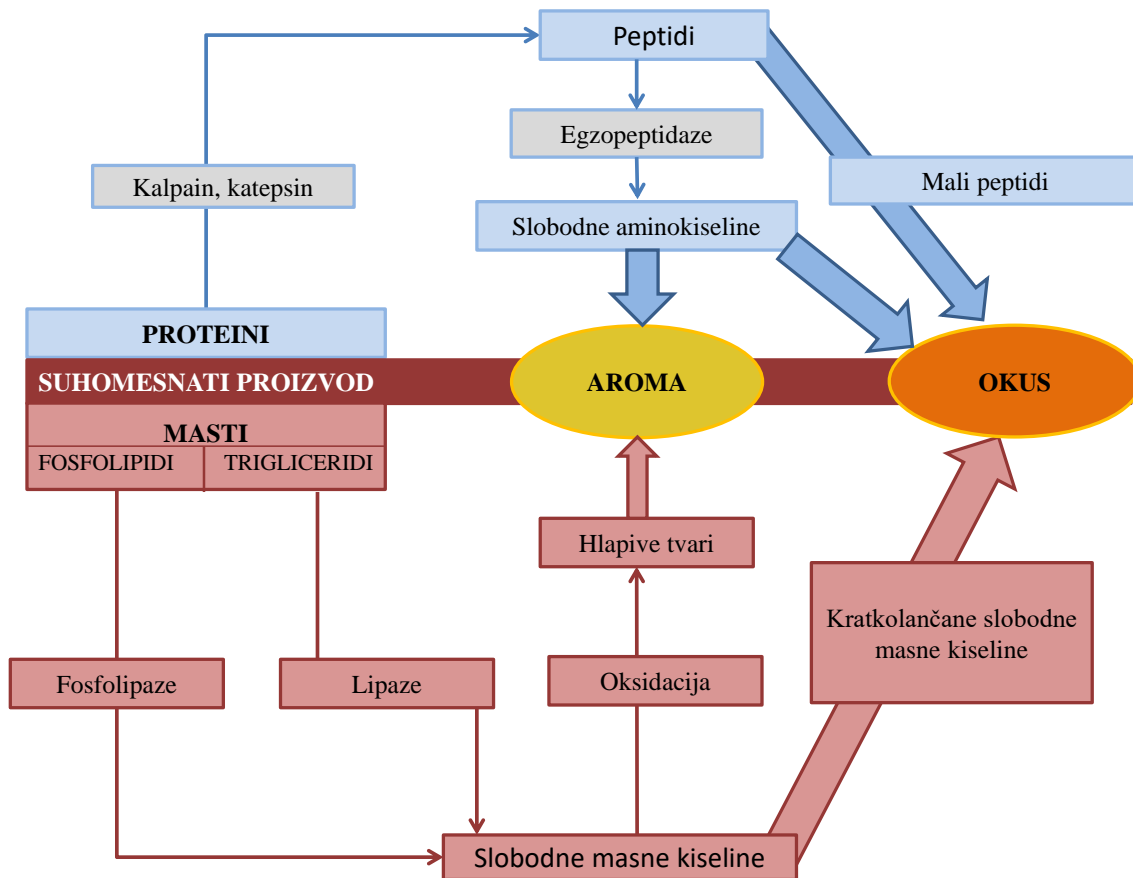 Peptidi
Egzopeptidaze
Kalpain, katepsin
Mali peptidi
Slobodne aminokiseline
PROTEINI
SUHOMESNATI PROIZVOD
AROMA
OKUS
MASTI
FOSFOLIPIDI
TRIGLICERIDI
Hlapive tvari
Kratkolančane slobodne
masne kiseline
Fosfolipaze
Lipaze
Oksidacija
Slobodne masne kiseline